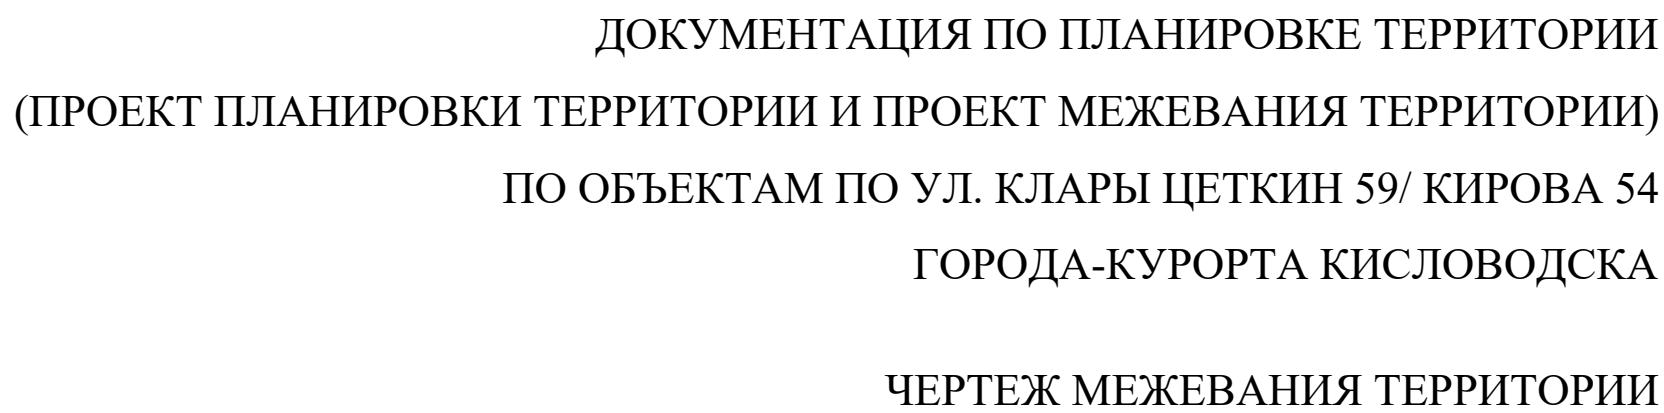 ДОКУМЕНТАЦИЯ ПО ПЛАНИРОВКЕ ТЕРРИТОРИИ
(ПРОЕКТ ПЛАНИРОВКИ ТЕРРИТОРИИ И ПРОЕКТ МЕЖЕВАНИЯ ТЕРРИТОРИИ)
ПО ОБЪЕКТАМ ПО УЛ. КЛАРЫ ЦЕТКИН 59/ КИРОВА 54
ГОРОДА-КУРОРТА КИСЛОВОДСКА
ЧЕРТЕЖ МЕЖЕВАНИЯ ТЕРРИТОРИИ